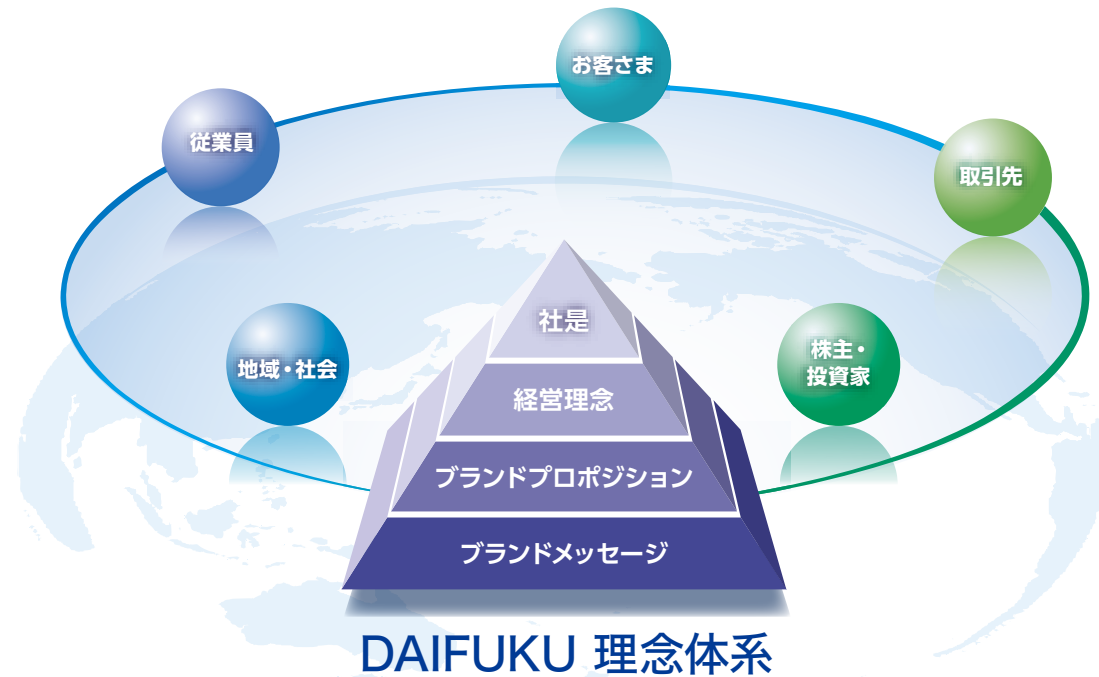 お客さま
従業員
取引先
地域・社会
株主・
投資家
社是
経営理念
ブランドプロポジション
ブランドメッセージ
DAIFUKU 理念体系